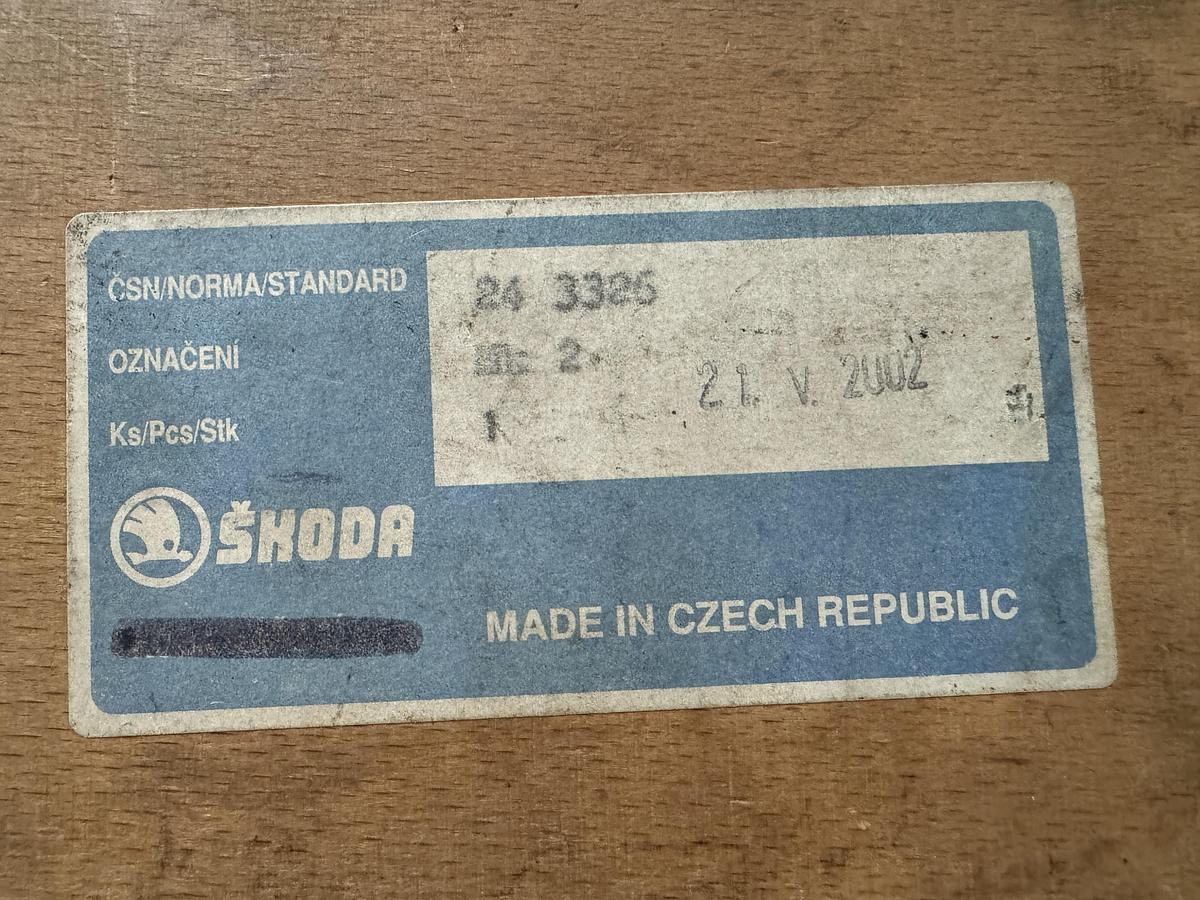 ČSN/NORMA/STANDARD 24 3326
OZNAČENÍ 2.
21. V. 2002
Ks/Pcs/Stk 1
ŠKODA
MADE IN CZECH REPUBLIC